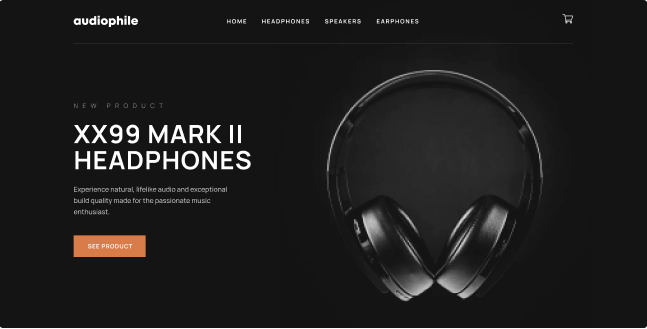 audiophile
HOME HEADPHONES SPEAKERS EARPHONES
NEW PRODUCT
XX99 MARK II
HEADPHONES
Experience natural, lifelike audio and exceptional
build quality made for the passionate music
enthusiast.
SEE PRODUCT